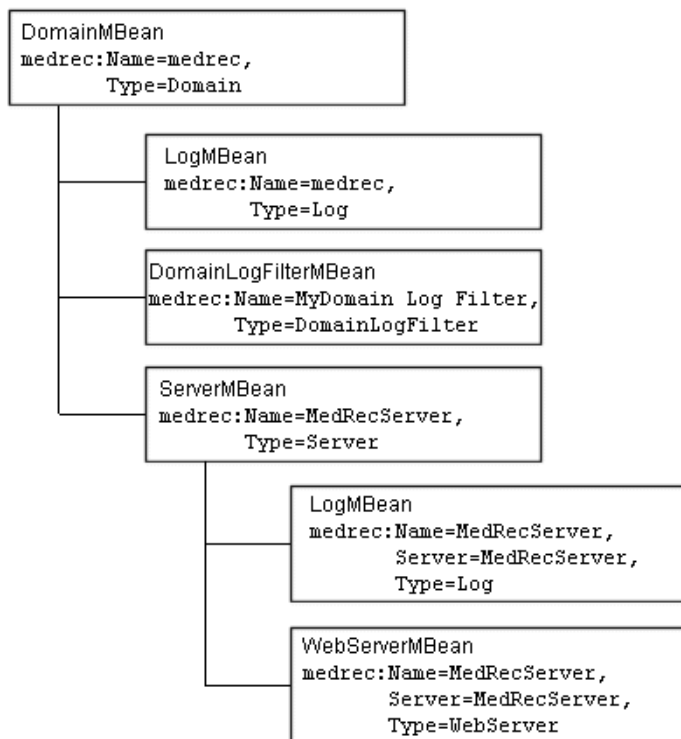 DomainMBean
medrec:Name=medrec,
Type=Domain
LogMBean
medrec:Name=medrec,
Type=Log
DomainLogFilterMBean
medrec:Name=MyDomain Log Filter,
Type=DomainLogFilter
ServerMBean
medrec:Name=MedRecServer,
Type=Server
LogMBean
medrec:Name=MedRecServer,
Server=MedRecServer,
Type=Log
WebServerMBean
medrec:Name=MedRecServer,
Server=MedRecServer,
Type=WebServer